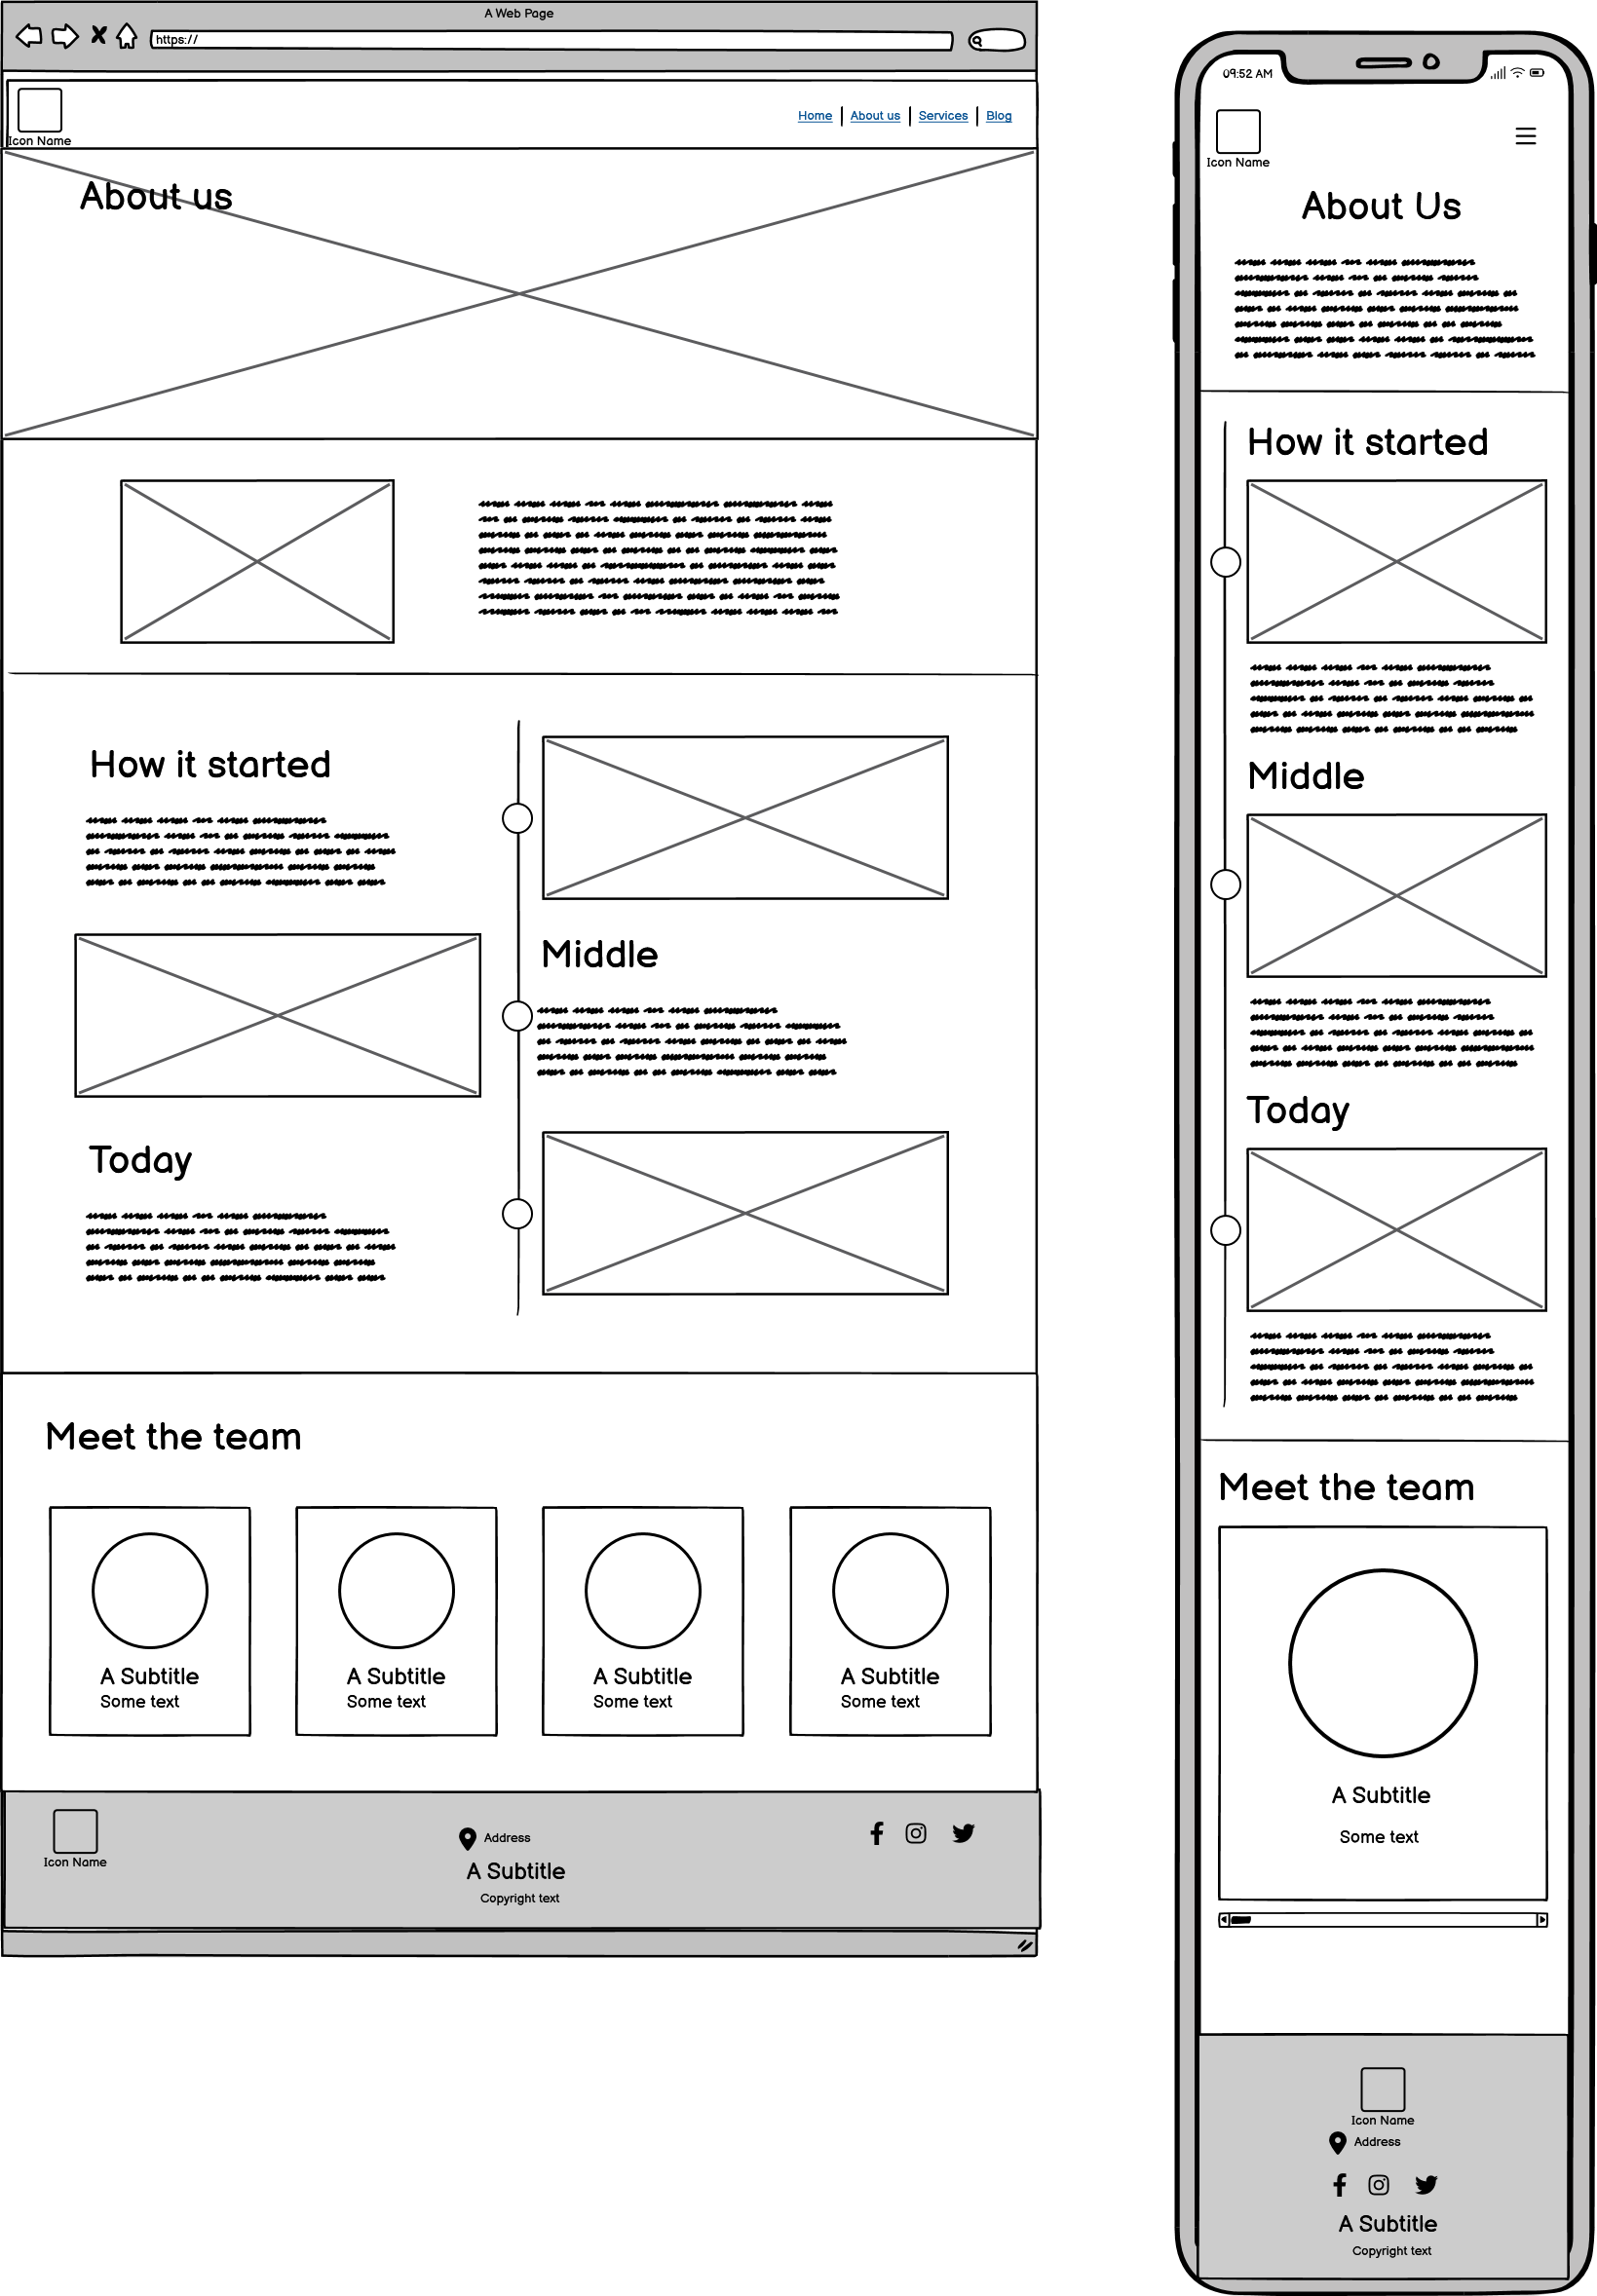 A Web Page
https://
Icon Name
Home
About us
Services
Blog
About us
How it started
Middle
Today
Meet the team
A Subtitle
Some text
A Subtitle
Some text
A Subtitle
Some text
A Subtitle
Some text
Icon Name
Address
A Subtitle
Copyright text
09:52 AM
Icon Name
About Us
How it started
Middle
Today
Meet the team
A Subtitle
Some text
Icon Name
Address
A Subtitle
Copyright text